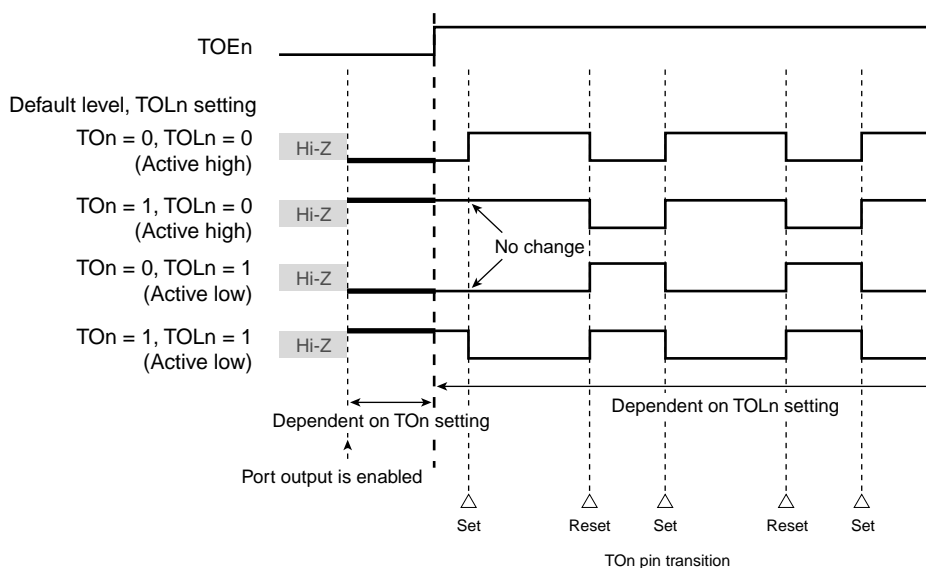 TOEn
Default level, TOLn setting
TOn = 0, TOLn = 0
(Active high)
Hi-Z
TOn = 1, TOLn = 0
(Active high)
Hi-Z
No change
TOn = 0, TOLn = 1
(Active low)
Hi-Z
TOn = 1, TOLn = 1
(Active low)
Hi-Z
Dependent on TOn setting
Dependent on TOLn setting
Port output is enabled
Set
Reset
Set
Reset
Set
TOn pin transition